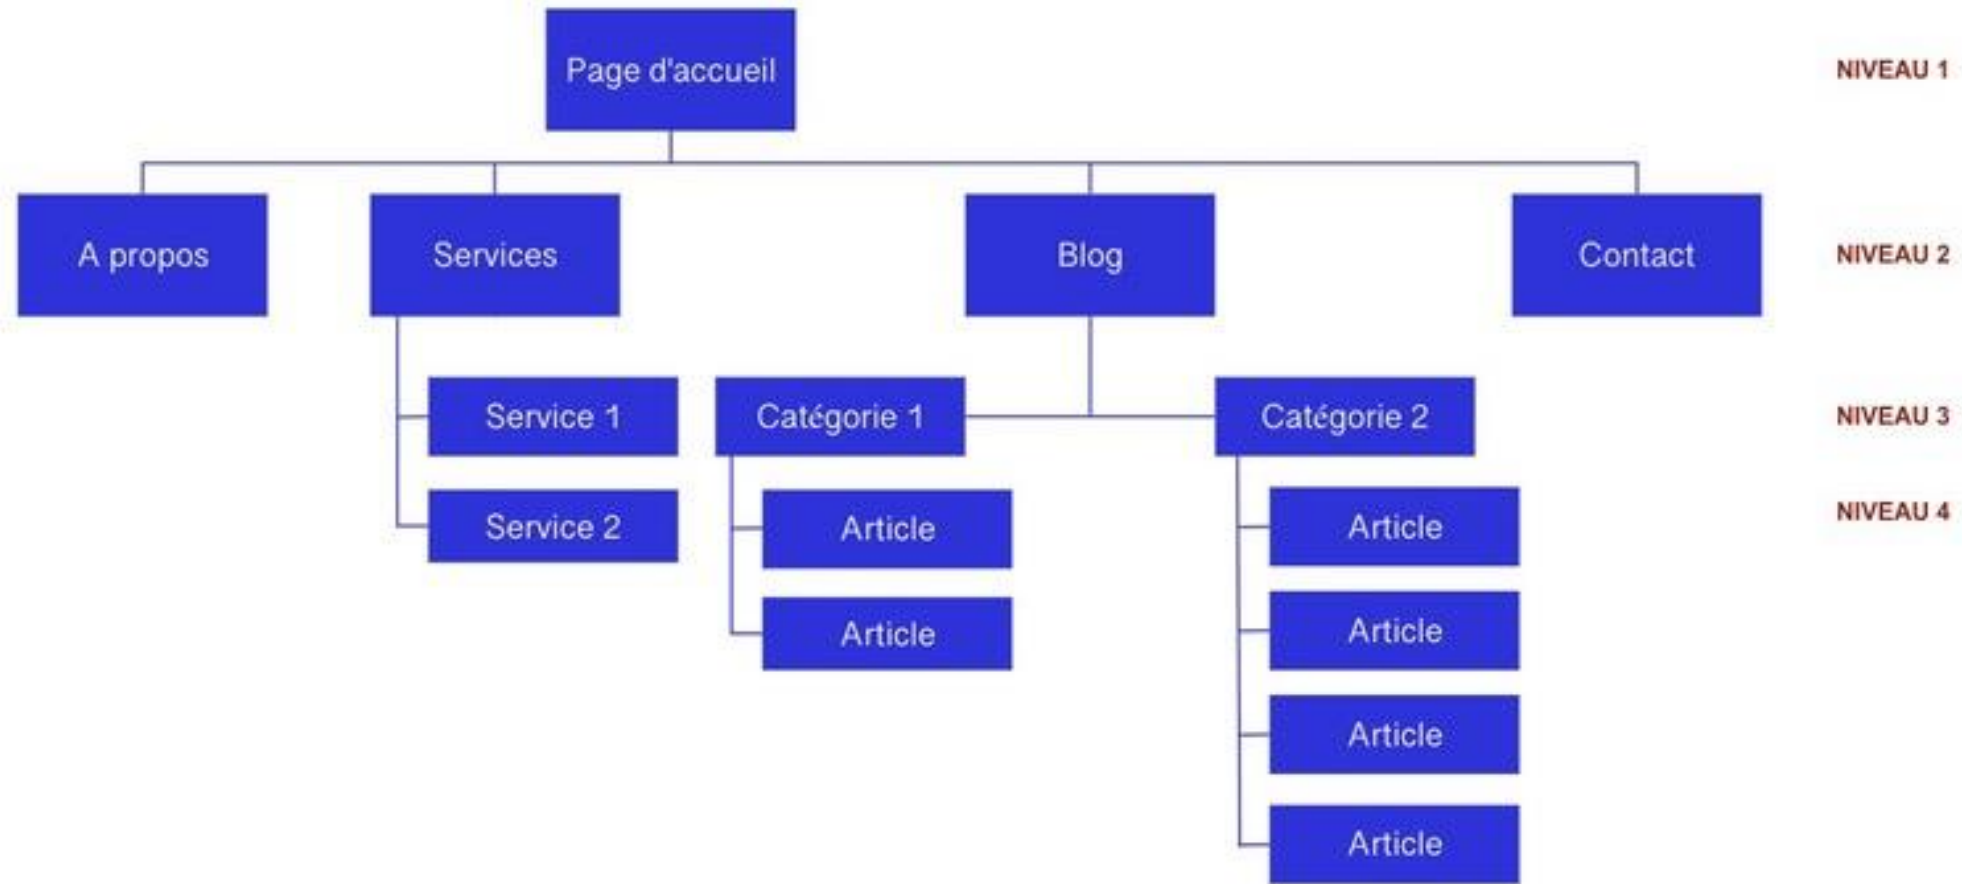 Page d'accueil
NIVEAU 1
A propos
Services
Blog
Contact
NIVEAU 2
Service 1
Catégorie 1
Catégorie 2
NIVEAU 3
Service 2
Article
Article
NIVEAU 4
Article
Article
Article
Article